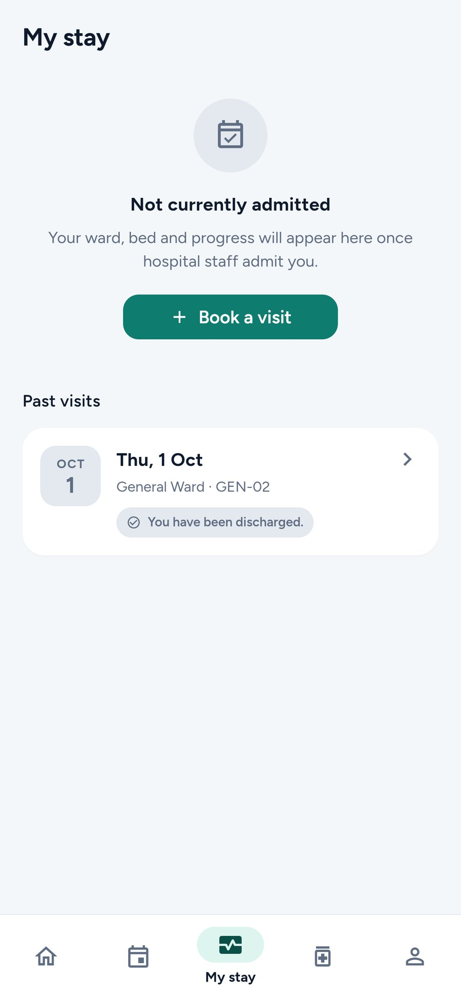 My stay
Not currently admitted
Your ward, bed and progress will appear here once
hospital staff admit you.
+ Book a visit
Past visits
OCT
1
Thu, 1 Oct
General Ward · GEN-02
You have been discharged.
My stay